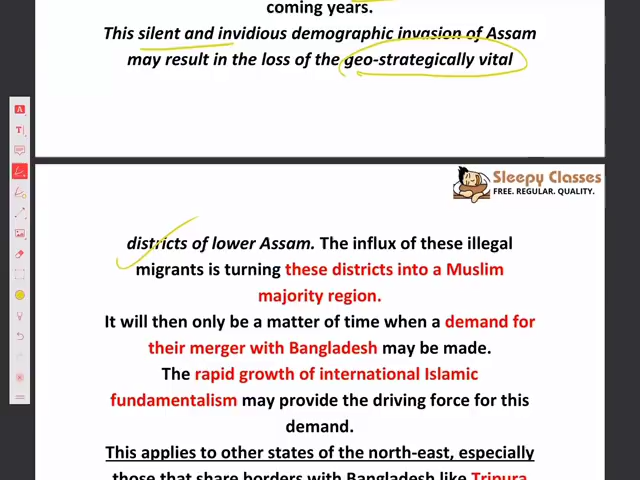 coming years.
This silent and invidious demographic invasion of Assam
may result in the loss of the geo-strategically vital
Sleepy Classes
FREE. REGULAR. QUALITY.
districts of lower Assam. The influx of these illegal
migrants is turning these districts into a Muslim
majority region.
It will then only be a matter of time when a demand for
their merger with Bangladesh may be made.
The rapid growth of international Islamic
fundamentalism may provide the driving force for this
demand.
This applies to other states of the north-east, especially
those that share borders with Bangladesh like Tripura